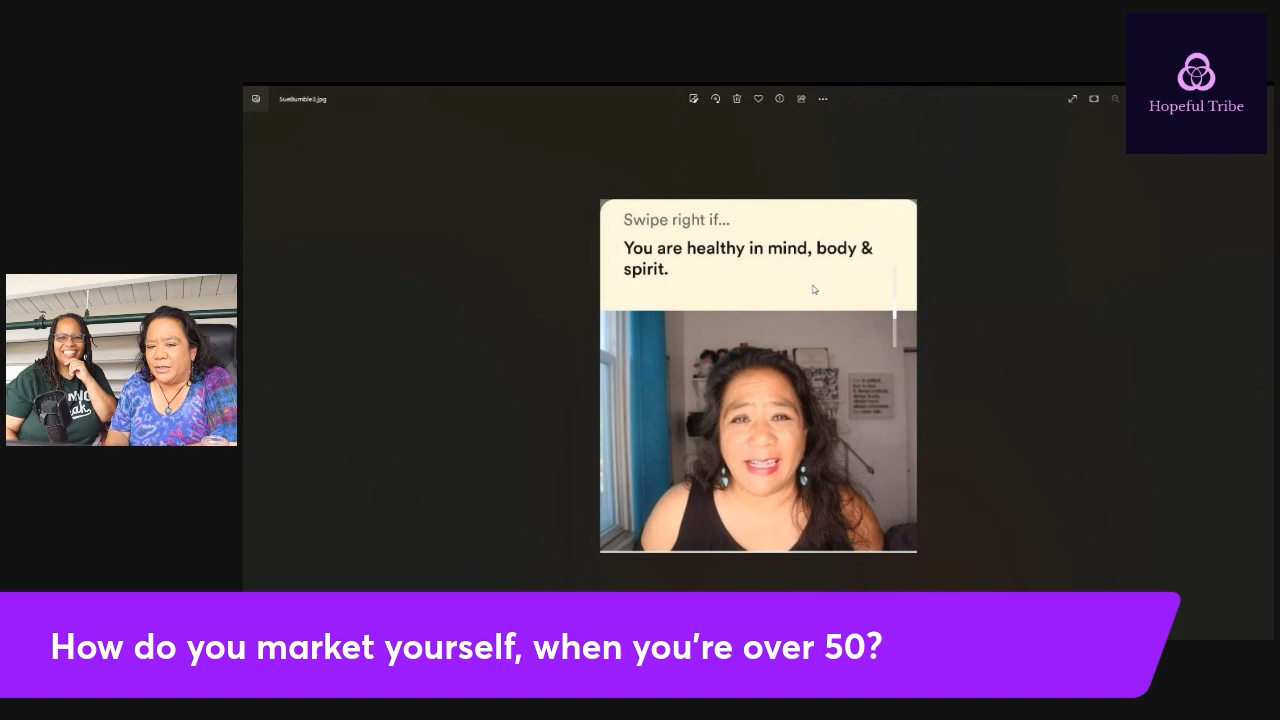 SueBumble3.jpg
Hopeful Tribe
Swipe right if...
You are healthy in mind, body &
spirit.
How do you market yourself, when you're over 50?